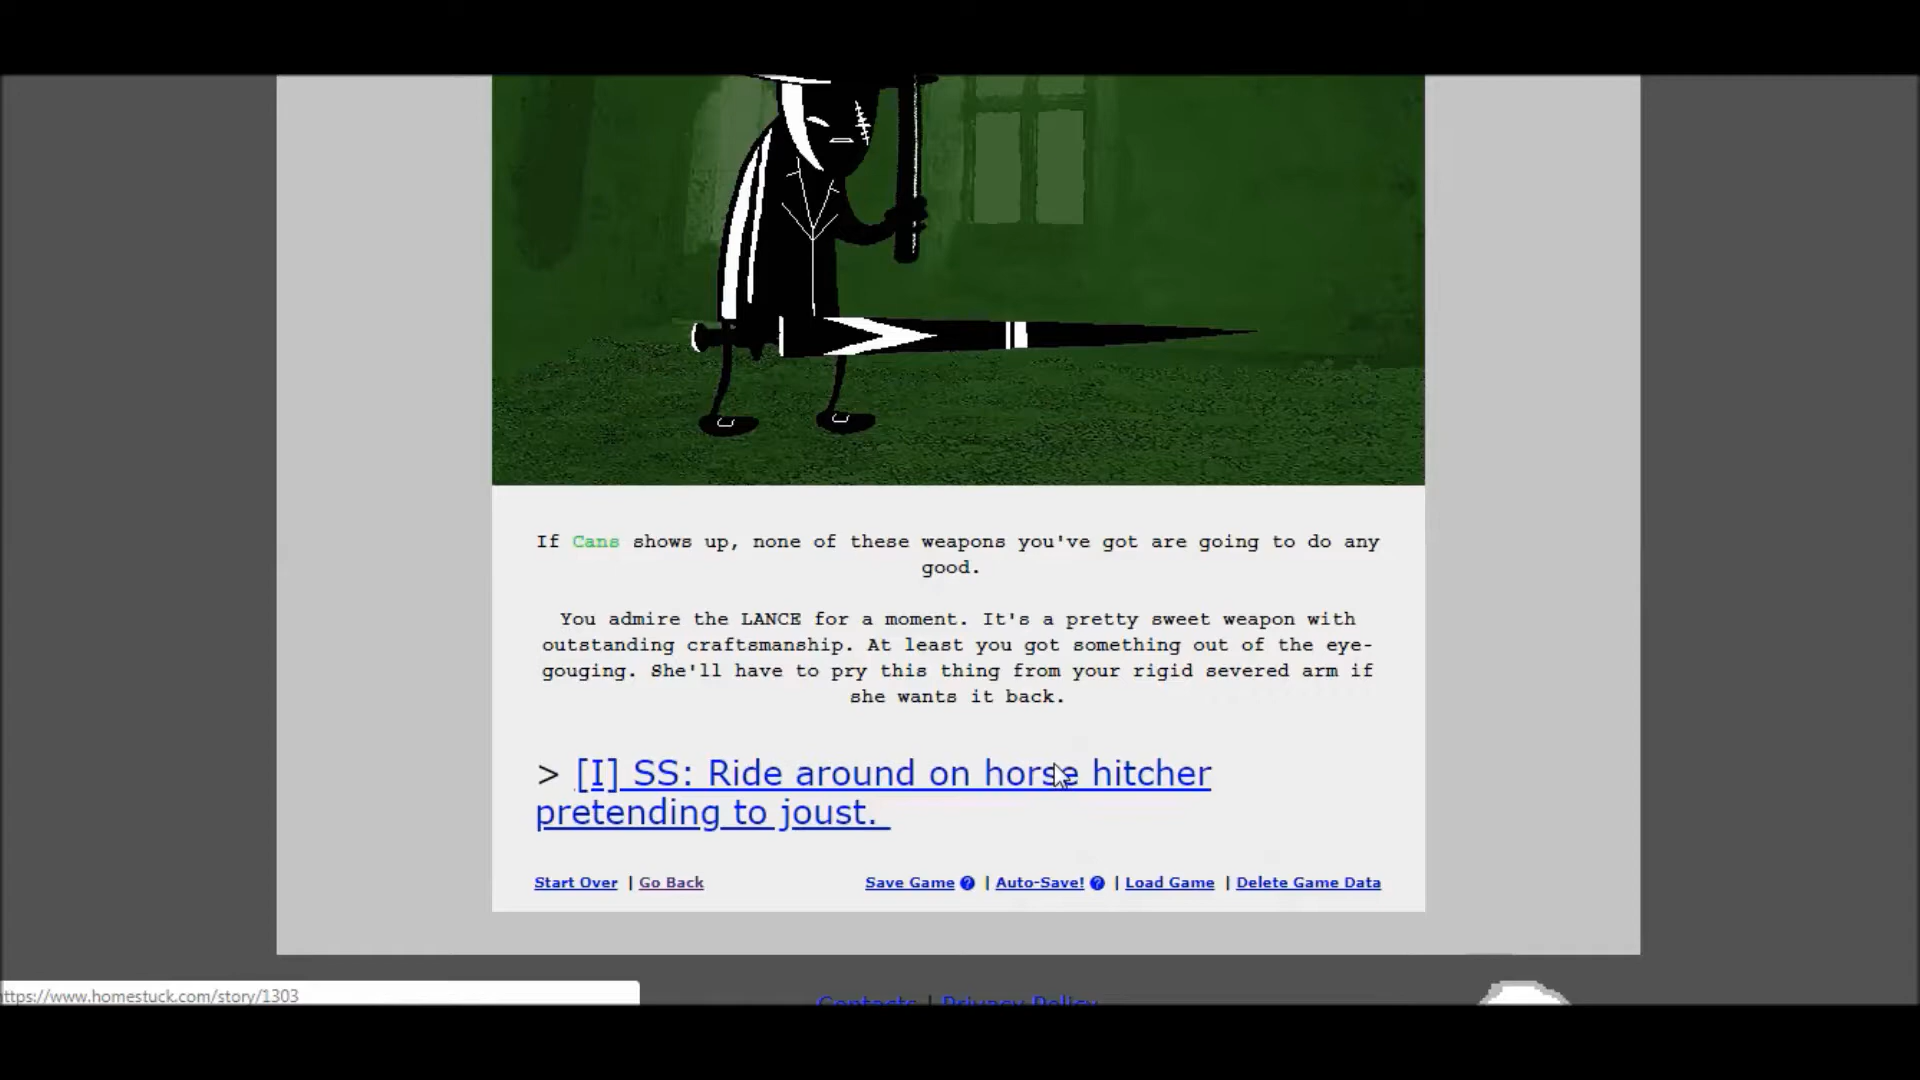 If Cans shows up, none of these weapons you've got are going to do any
good.
You admire the LANCE for a moment. It's a pretty sweet weapon with
outstanding craftsmanship. At least you got something out of the eye-
gouging. She'll have to pry this thing from your rigid severed arm if
she wants it back.
> [I] SS: Ride around on horse hitcher
pretending to joust.
Start Over | Go Back Save Game ? | Auto-Save! ? | Load Game | Delete Game Data
ttps://www.homestuck.com/story/1303
Contacts | Privacy Policy